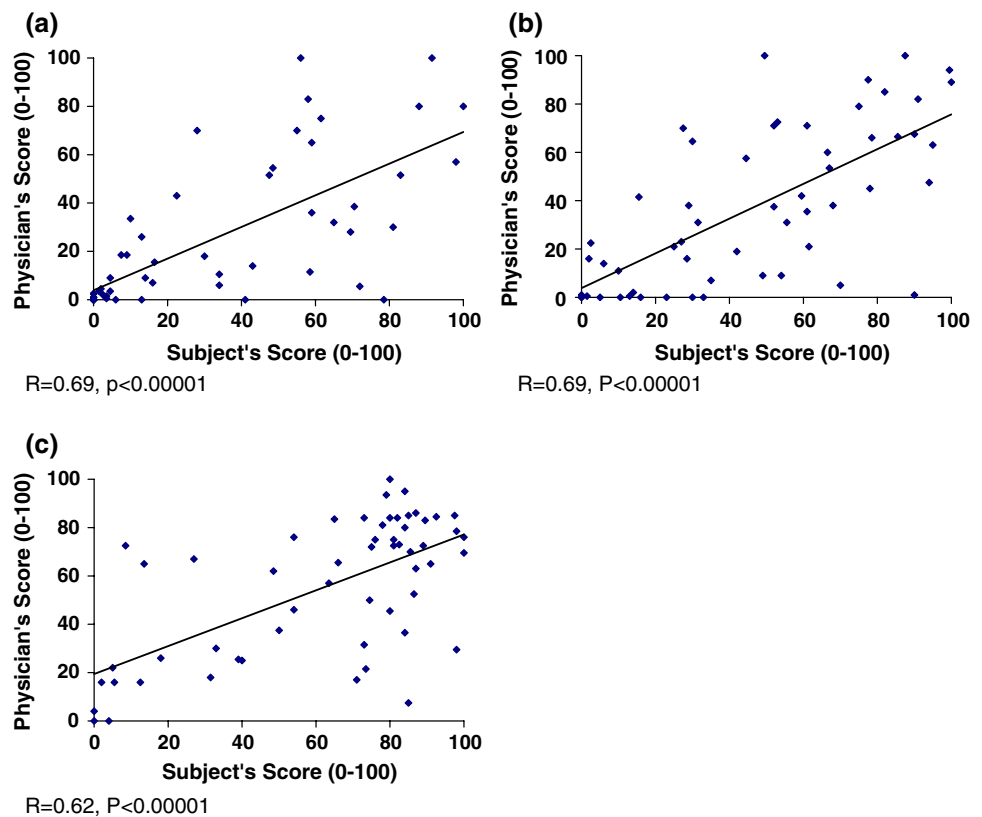 (a)
Physician's Score (0-100)
100
80
60
40
20
0
0 20 40 60 80 100
Subject's Score (0-100)
R=0.69, p<0.00001
(b)
Physician's Score (0-100)
100
80
60
40
20
0
0 20 40 60 80 100
Subject's Score (0-100)
R=0.69, P<0.00001
(c)
Physician's Score (0-100)
100
80
60
40
20
0
0 20 40 60 80 100
Subject's Score (0-100)
R=0.62, P<0.00001